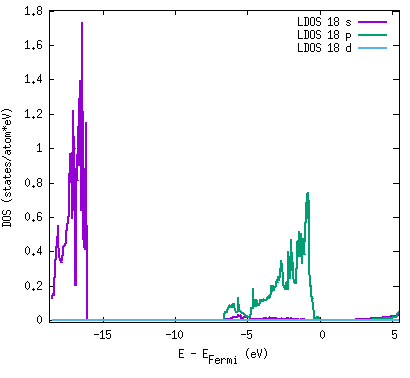 1.8
LDOS 18 s
LDOS 18 p
LDOS 18 d
1.6
1.4
1.2
1
0.8
0.6
0.4
0.2
0
DOS (states/atom*eV)
-15 -10 -5 0 5
E - E_Fermi (eV)